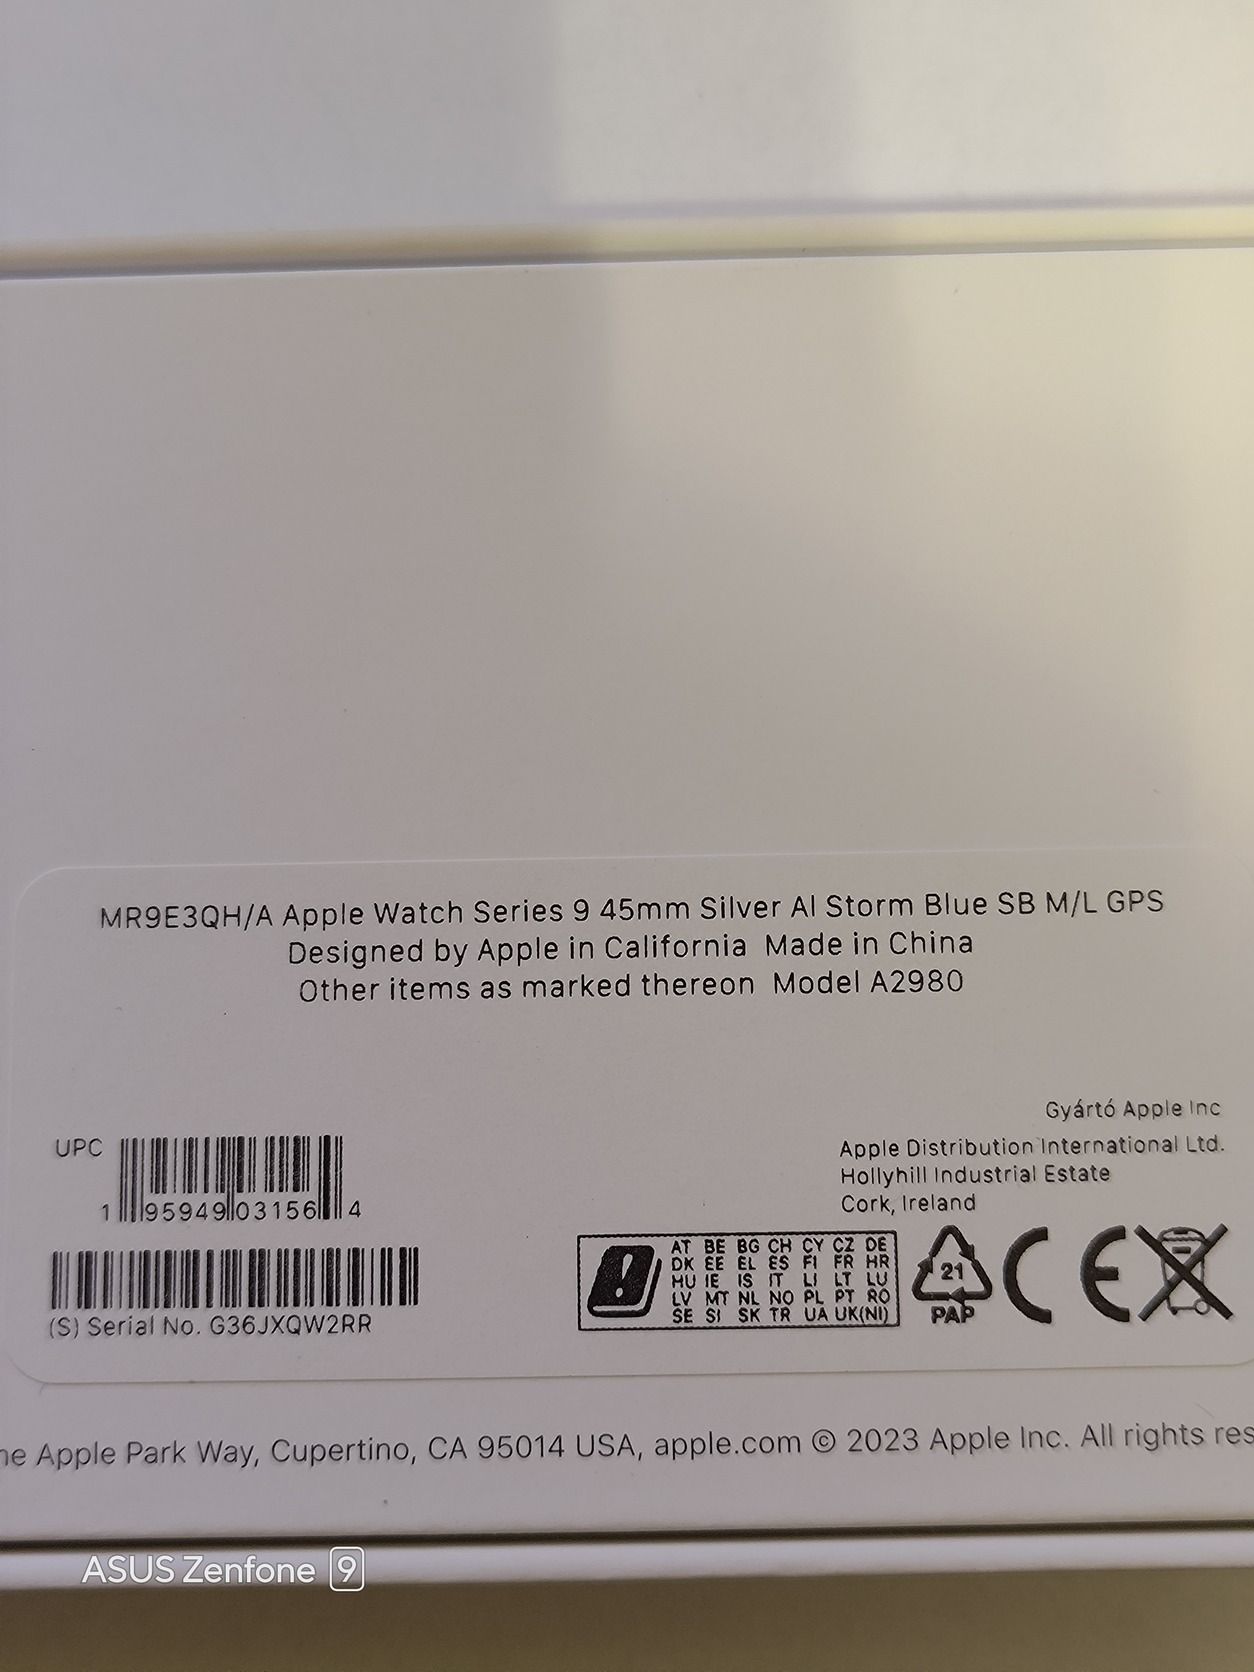 MR9E3QH/A Apple Watch Series 9 45mm Silver Al Storm Blue SB M/L GPS
Designed by Apple in California Made in China
Other items as marked thereon Model A2980
Gyártó Apple Inc
Apple Distribution International Ltd.
Hollyhill Industrial Estate
Cork, Ireland
UPC
1 95949 03156 4
(S) Serial No. G36JXQW2RR
AT BE BG CH CY CZ DE
DK EE EL ES FI FR HR
HU IE IS IT LI LT LU
LV MT NL NO PL PT RO
SE SI SK TR UA UK(NI)
21
PAP
CE
Apple Park Way, Cupertino, CA 95014 USA, apple.com © 2023 Apple Inc. All rights
ASUS Zenfone 9